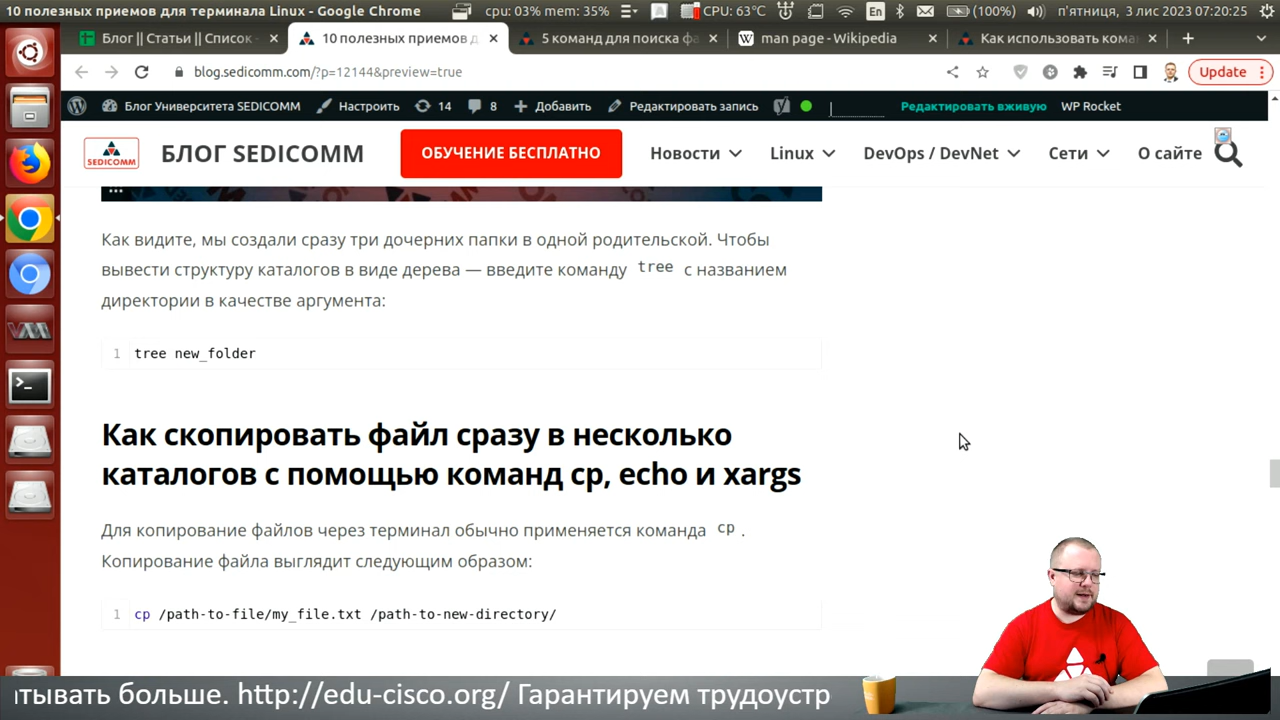 10 полезных приемов для терминала Linux - Google Chrome
cpu: 03% mem: 35%
CPU: 63°C
En
(100%)
п'ятниця, 3 лис 2023 07:20:25
Блог || Статьи || Список -
10 полезных приемов д
5 команд для поиска фа
man page - Wikipedia
Как использовать кома
blog.sedicomm.com/?p=12144&preview=true
Update
Блог Университета SEDICOMM
Настроить
14
8
Добавить
Редактировать запись
Редактировать вживую
WP Rocket
SEDICOMM
БЛОГ SEDICOMM
ОБУЧЕНИЕ БЕСПЛАТНО
Новости
Linux
DevOps / DevNet
Сети
О сайте
Как видите, мы создали сразу три дочерних папки в одной родительской. Чтобы
вывести структуру каталогов в виде дерева — введите команду tree с названием
директории в качестве аргумента:
1 tree new_folder
Как скопировать файл сразу в несколько
каталогов с помощью команд cp, echo и xargs
Для копирование файлов через терминал обычно применяется команда cp .
Копирование файла выглядит следующим образом:
1 cp /path-to-file/my_file.txt /path-to-new-directory/
атывать больше. http://edu-cisco.org/ Гарантируем трудоустр